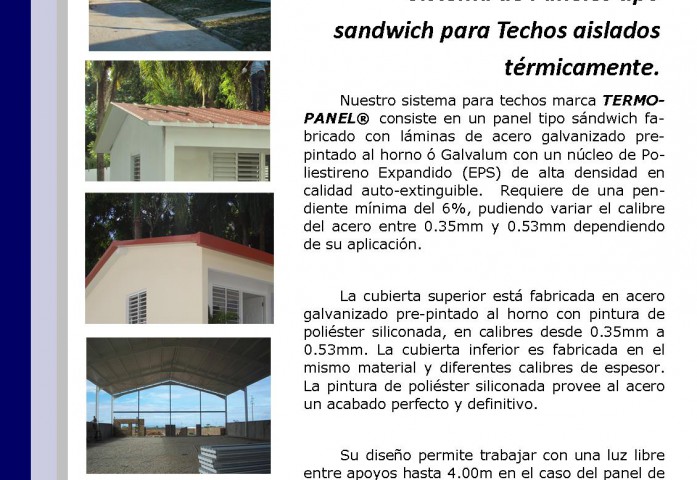 sandwich para Techos aislados
térmicamente.
Nuestro sistema para techos marca TERMO-
PANEL® consiste en un panel tipo sándwich fa-
bricado con láminas de acero galvanizado pre-
pintado al horno ó Galvalum con un núcleo de Po-
liestireno Expandido (EPS) de alta densidad en
calidad auto-extinguible. Requiere de una pen-
diente mínima del 6%, pudiendo variar el calibre
del acero entre 0.35mm y 0.53mm dependiendo
de su aplicación.
La cubierta superior está fabricada en acero
galvanizado pre-pintado al horno con pintura de
poliéster siliconada, en calibres desde 0.35mm a
0.53mm. La cubierta inferior es fabricada en el
mismo material y diferentes calibres de espesor.
La pintura de poliéster siliconada provee al acero
un acabado perfecto y definitivo.
Su diseño permite trabajar con una luz libre
entre apoyos hasta 4.00m en el caso del panel de